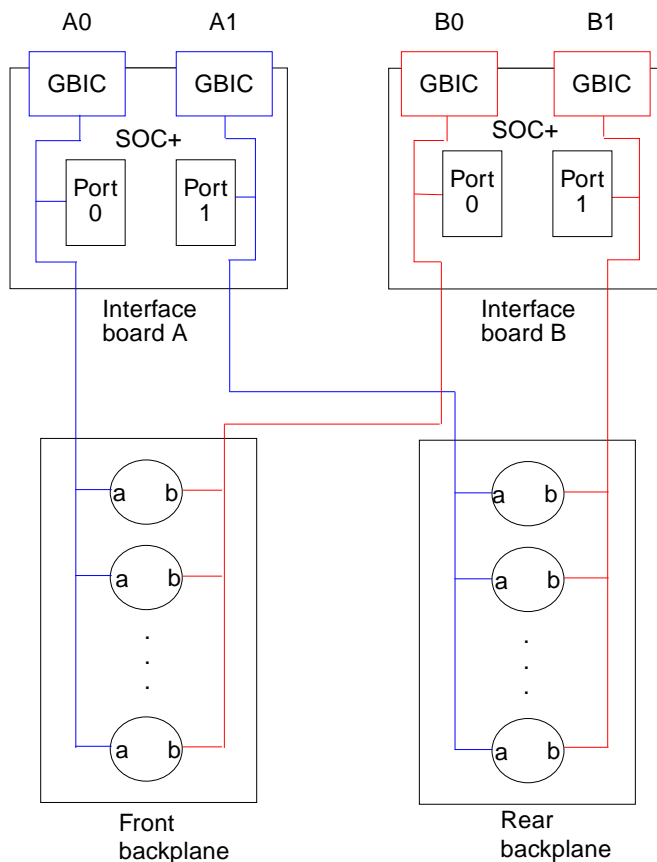 A0
A1
B0
B1
GBIC
GBIC
GBIC
GBIC
SOC+
SOC+
Port
0
Port
1
Port
0
Port
1
Interface
board A
Interface
board B
a b
a b
a b
a b
.
.
.
.
.
.
a b
a b
Front
backplane
Rear
backplane